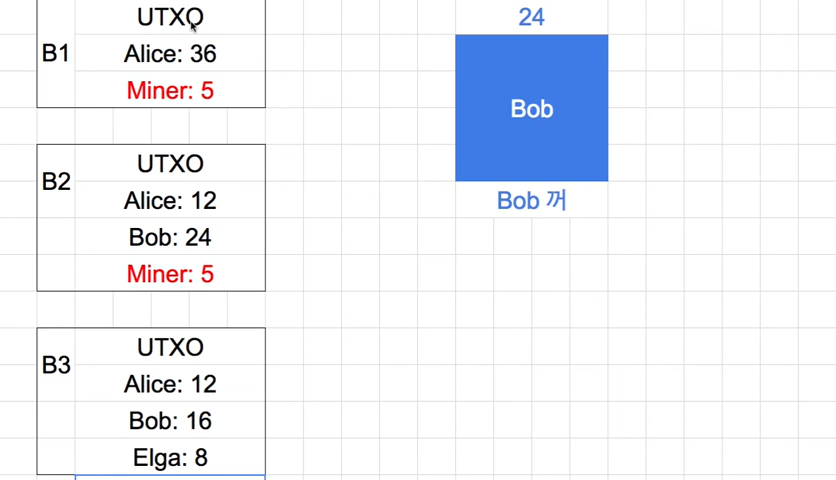 UTXO
B1
Alice: 36
Miner: 5
B2
UTXO
Alice: 12
Bob: 24
Miner: 5
B3
UTXO
Alice: 12
Bob: 16
Elga: 8
24
Bob
Bob 꺼